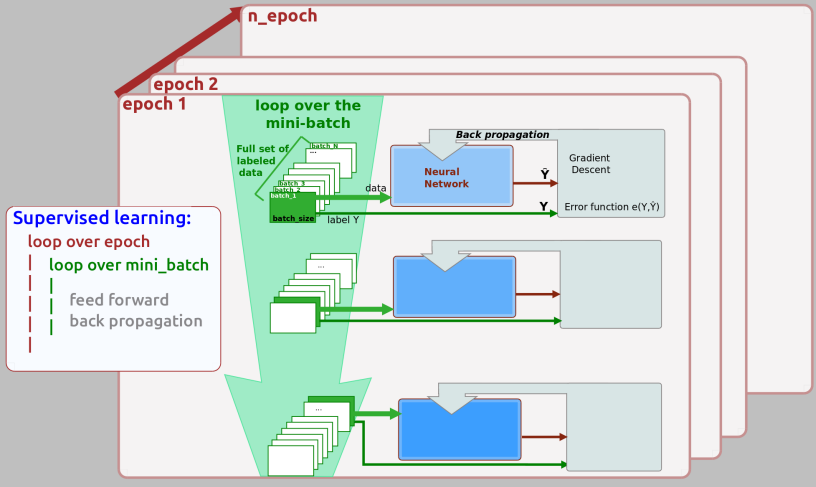 n_epoch
epoch 2
epoch 1
loop over the
mini-batch
Full set of
labeled
data
batch_N
...
batch_3
batch_2
batch_1
batch_size
data
label Y
Back propagation
Neural
Network
Ŷ
Y
Gradient
Descent
Error function e(Y,Ŷ)
Supervised learning:
loop over epoch
loop over mini_batch
feed forward
back propagation
...
...